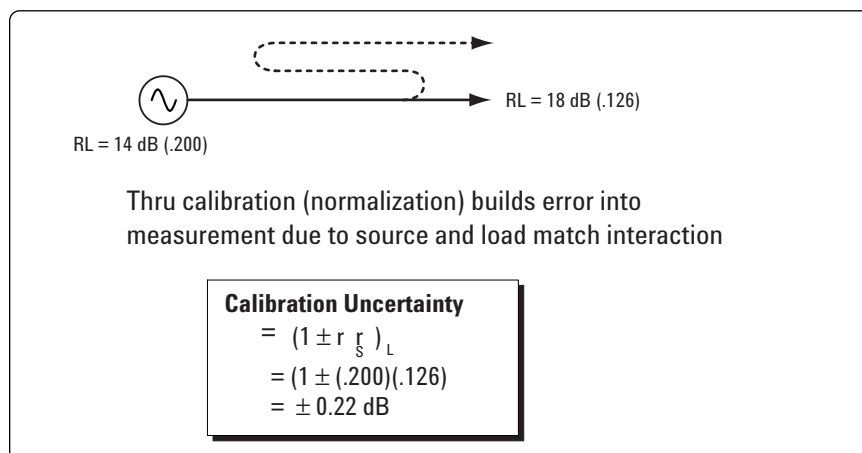 RL = 18 dB (.126)
RL = 14 dB (.200)
Thru calibration (normalization) builds error into
measurement due to source and load match interaction
Calibration Uncertainty
= (1 ± r r S ) L
= (1 ± (.200)(.126)
= ± 0.22 dB